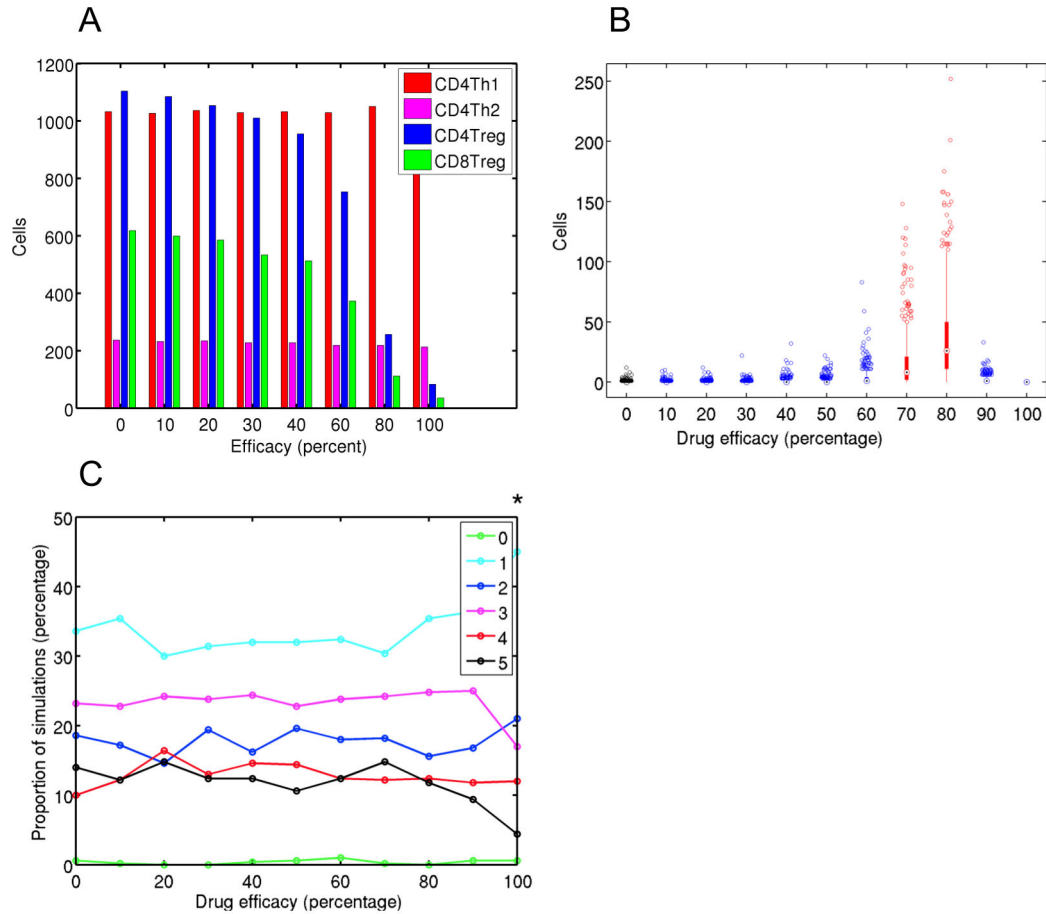 A
1200
1000
800
600
400
200
0
Cells
CD4Th1
CD4Th2
CD4Treg
CD8Treg
0 10 20 30 40 60 80 100
Efficacy (percent)
B
250
200
150
100
50
0
Cells
0 10 20 30 40 50 60 70 80 90 100
Drug efficacy (percentage)
C
*
50
40
30
20
10
0
Proportion of simulations (percentage)
0
1
2
3
4
5
0 20 40 60 80 100
Drug efficacy (percentage)